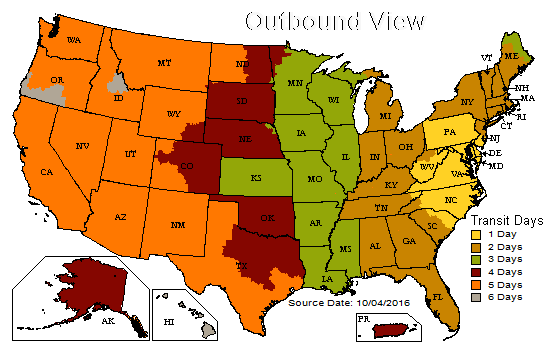 Outbound View
WA
OR
ID
MT
ND
MN
WI
MI
VT
ME
NH
MA
RI
CT
NY
SD
WY
NE
IA
IL
IN
OH
PA
NJ
DE
MD
WV
VA
KY
NC
TN
SC
NV
CA
UT
CO
KS
MO
AZ
NM
OK
AR
TX
LA
MS
AL
GA
FL
AK
HI
PR
Transit Days
1 Day
2 Days
3 Days
4 Days
5 Days
6 Days
Source Date: 10/04/2016